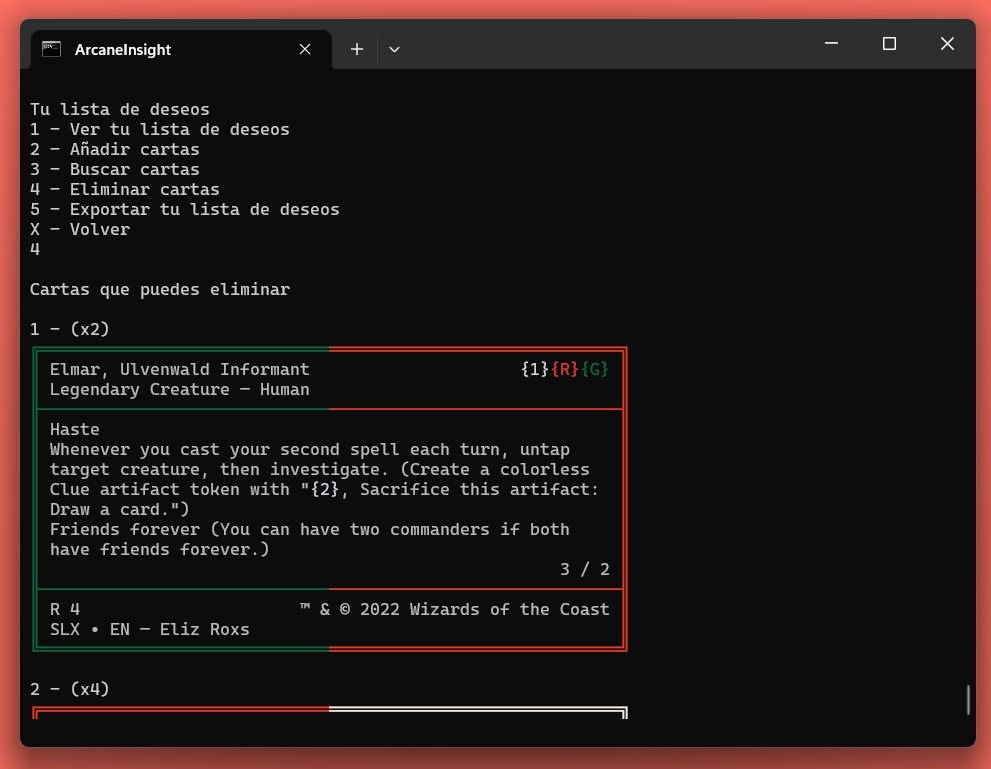 ArcaneInsight
Tu lista de deseos
1 – Ver tu lista de deseos
2 – Añadir cartas
3 – Buscar cartas
4 – Eliminar cartas
5 – Exportar tu lista de deseos
X – Volver
4
Cartas que puedes eliminar
1 – (x2)
Elmar, Ulvenwald Informant {1}{R}{G}
Legendary Creature — Human
Haste
Whenever you cast your second spell each turn, untap
target creature, then investigate. (Create a colorless
Clue artifact token with "{2}, Sacrifice this artifact:
Draw a card.")
Friends forever (You can have two commanders if both
have friends forever.)
3 / 2
R 4 ™ & © 2022 Wizards of the Coast
SLX • EN — Eliz Roxs
2 – (x4)